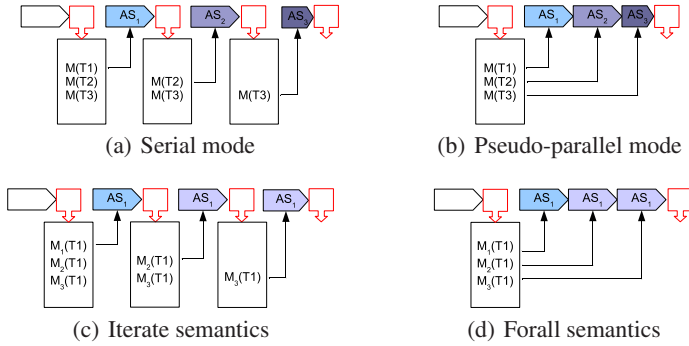 AS₁ AS₂ AS₃
M(T1)
M(T2)
M(T3)
M(T2)
M(T3)
M(T3)
(a) Serial mode
AS₁ AS₂ AS₃
M(T1)
M(T2)
M(T3)
(b) Pseudo-parallel mode
AS₁ AS₁ AS₁
M₁(T1)
M₂(T1)
M₃(T1)
M₂(T1)
M₃(T1)
M₃(T1)
(c) Iterate semantics
AS₁ AS₁ AS₁
M₁(T1)
M₂(T1)
M₃(T1)
(d) Forall semantics